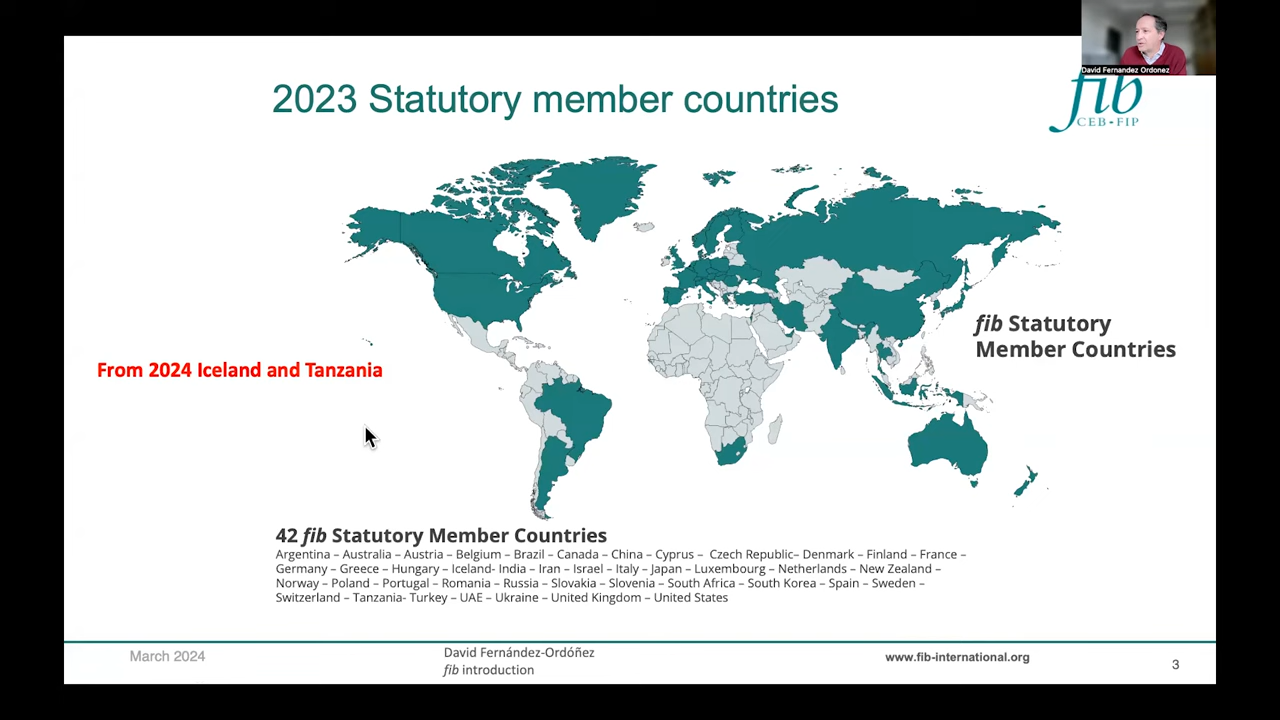 David Fernandez Ordonez
2023 Statutory member countries
fib
CEB•FIP
fib Statutory
Member Countries
From 2024 Iceland and Tanzania
42 fib Statutory Member Countries
Argentina – Australia – Austria – Belgium – Brazil – Canada – China – Cyprus – Czech Republic– Denmark – Finland – France –
Germany – Greece – Hungary – Iceland- India – Iran – Israel – Italy – Japan – Luxembourg – Netherlands – New Zealand –
Norway – Poland – Portugal – Romania – Russia – Slovakia – Slovenia – South Africa – South Korea – Spain – Sweden –
Switzerland – Tanzania- Turkey – UAE – Ukraine – United Kingdom – United States
March 2024
David Fernández-Ordóñez
fib introduction
www.fib-international.org
3